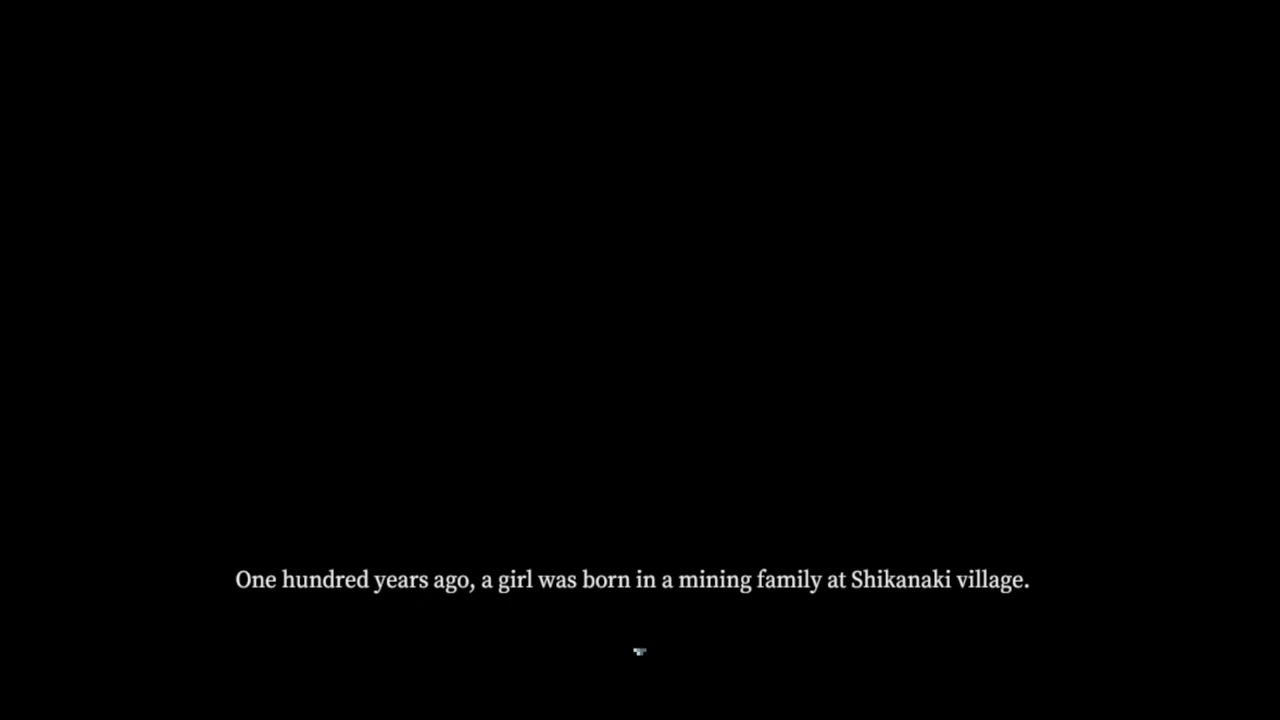 One hundred years ago, a girl was born in a mining family at Shikanaki village.